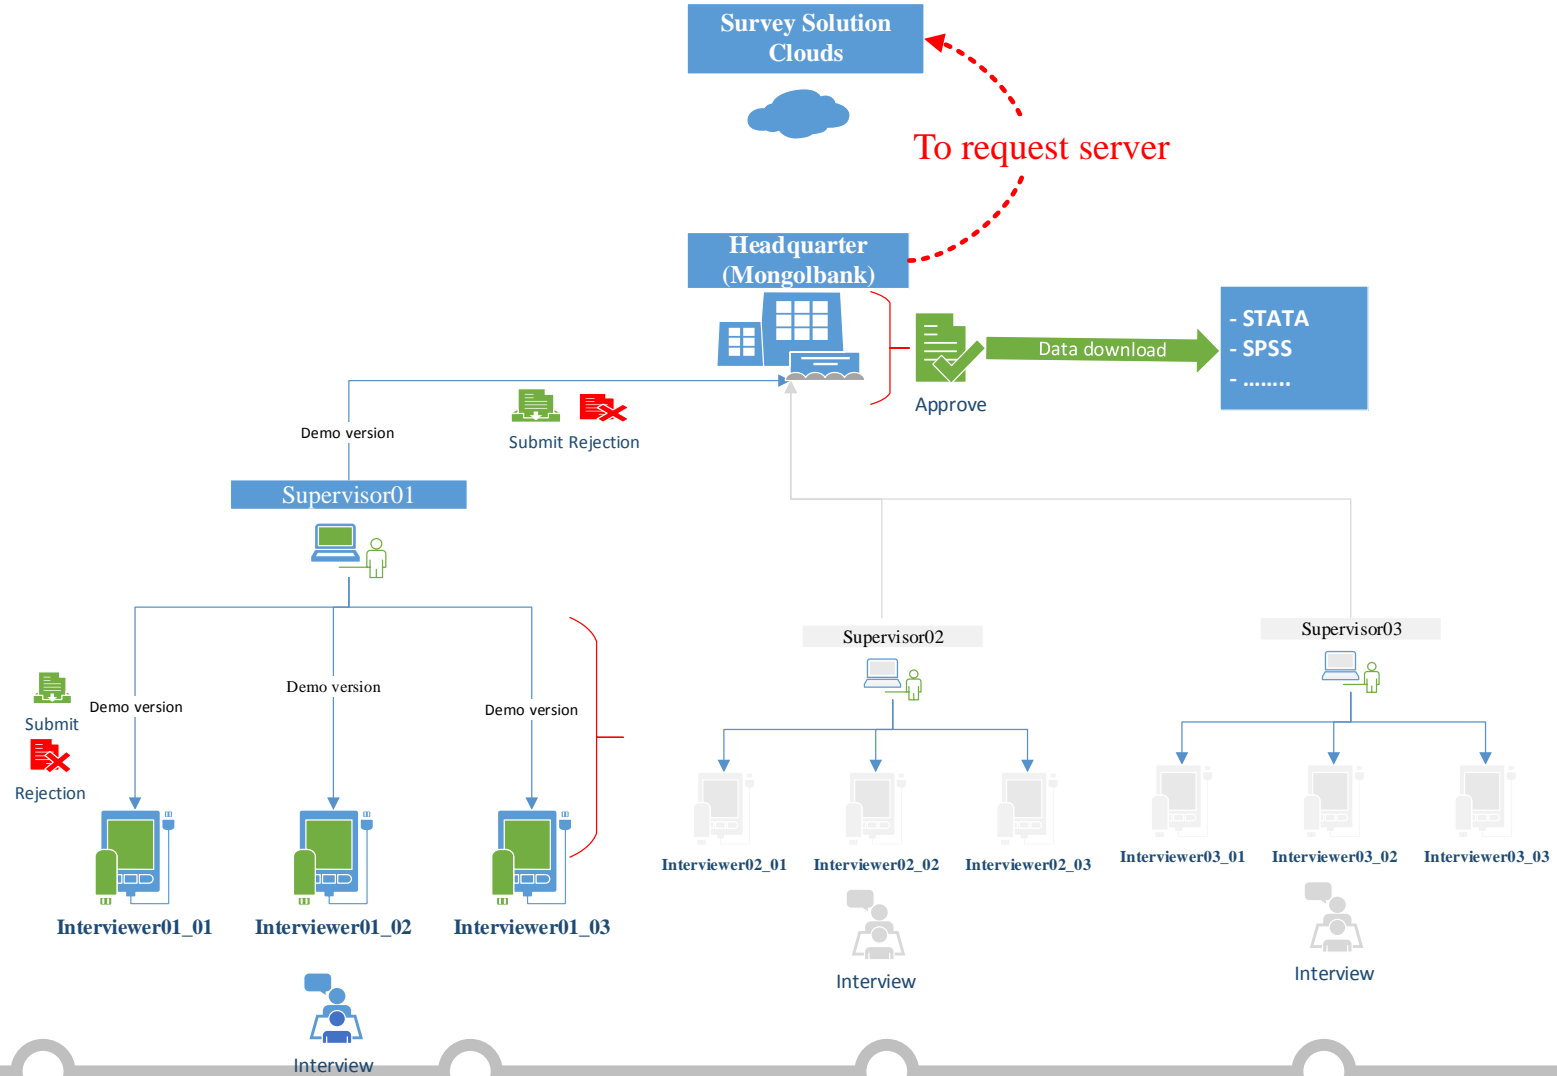 Survey Solution
Clouds
To request server
Headquarter
(Mongolbank)
- STATA
- SPSS
- ........
Data download
Approve
Submit Rejection
Demo version
Supervisor01
Supervisor02
Supervisor03
Submit
Rejection
Demo version
Demo version
Demo version
Interviewer01_01
Interviewer01_02
Interviewer01_03
Interviewer02_01
Interviewer02_02
Interviewer02_03
Interviewer03_01
Interviewer03_02
Interviewer03_03
Interview
Interview
Interview